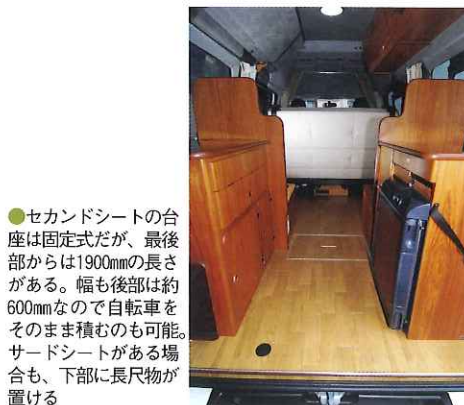 ●セカンドシートの台
座は固定式だが、最後
部からは1900mmの長さ
がある。幅も後部は約
600mmなので自転車を
そのまま積むのも可能。
サードシートがある場
合も、下部に長尺物が
置ける